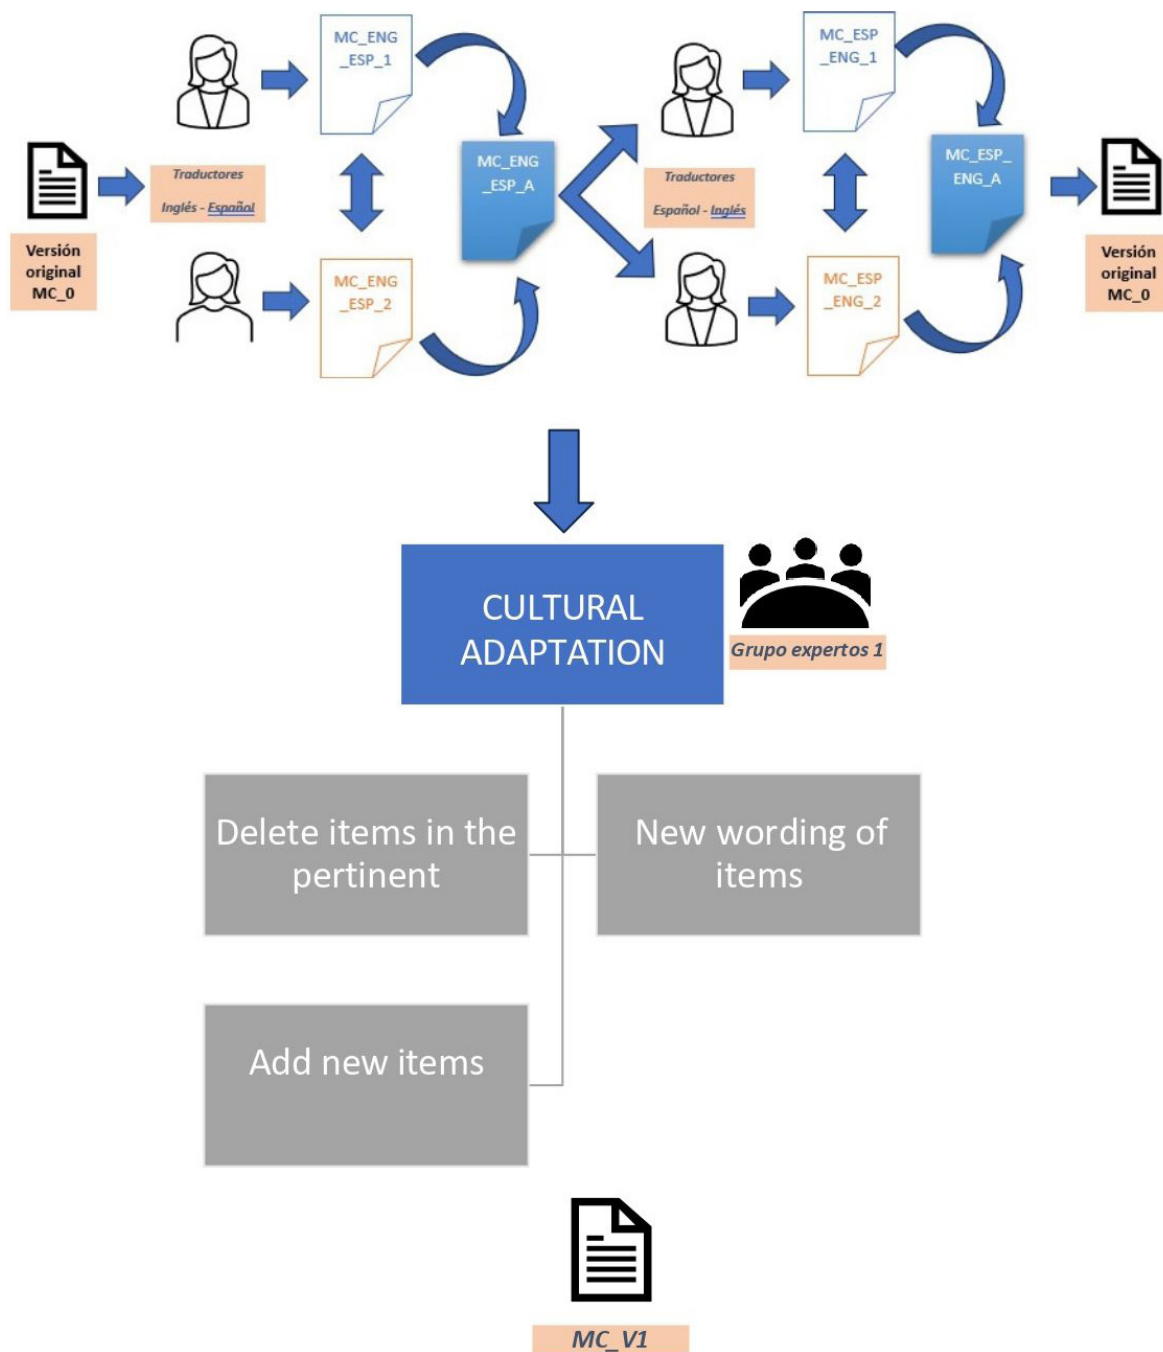 Versión
original
MC_0
Traductores
Inglés - Español
MC_ENG
_ESP_1
MC_ENG
_ESP_2
MC_ENG
_ESP_A
Traductores
Español - Inglés
MC_ESP
_ENG_1
MC_ESP
_ENG_2
MC_ESP_
ENG_A
Versión
original
MC_0
CULTURAL
ADAPTATION
Grupo expertos 1
Delete items in the
pertinent
New wording of
items
Add new items
MC_V1